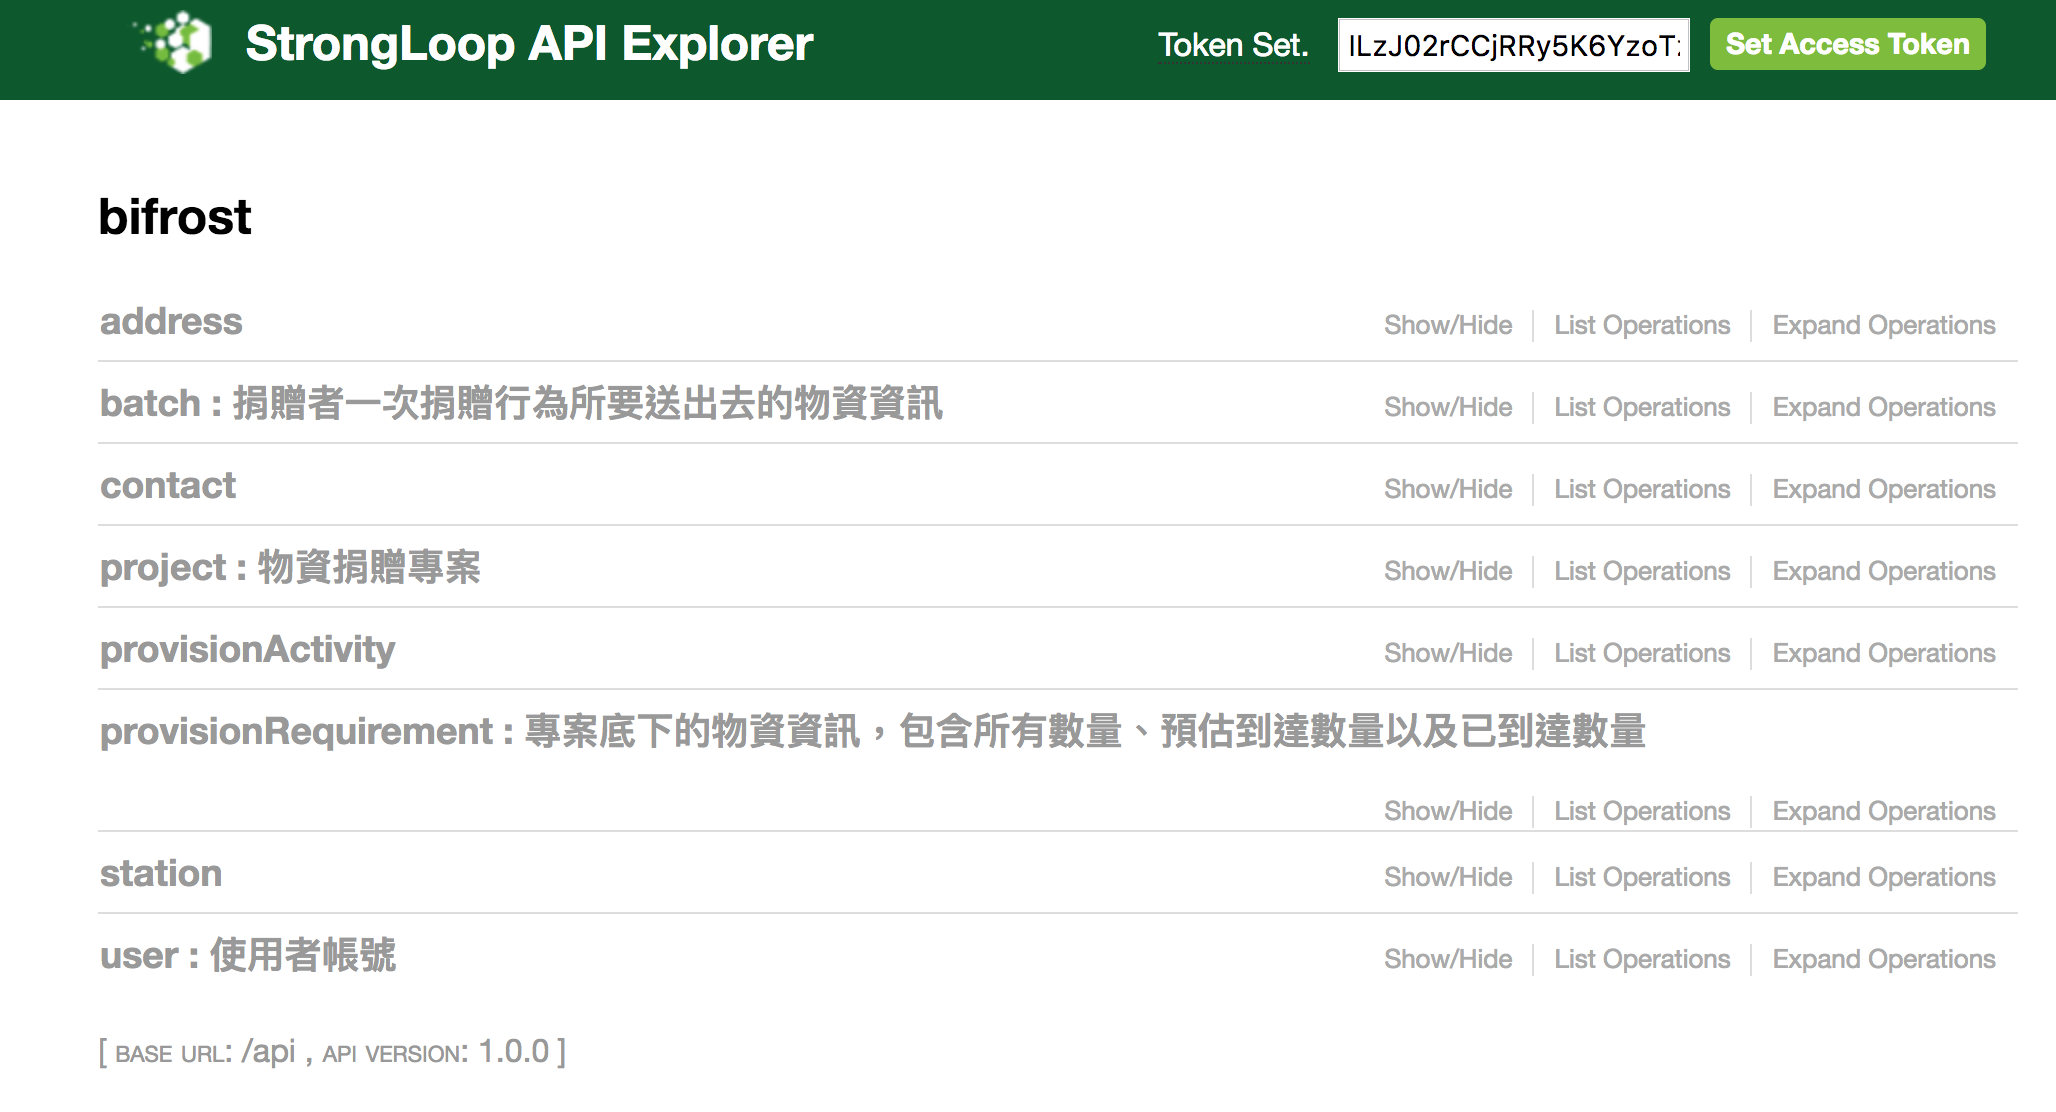 StrongLoop API Explorer Token Set. ILzJ02rCCjRRy5K6YzoT Set Access Token
bifrost
address Show/Hide List Operations Expand Operations
batch : 捐贈者一次捐贈行為所要送出去的物資資訊 Show/Hide List Operations Expand Operations
contact Show/Hide List Operations Expand Operations
project : 物資捐贈專案 Show/Hide List Operations Expand Operations
provisionActivity Show/Hide List Operations Expand Operations
provisionRequirement : 專案底下的物資資訊，包含所有數量、預估到達數量以及已到達數量
Show/Hide List Operations Expand Operations
station Show/Hide List Operations Expand Operations
user : 使用者帳號 Show/Hide List Operations Expand Operations
[ BASE URL: /api , API VERSION: 1.0.0 ]